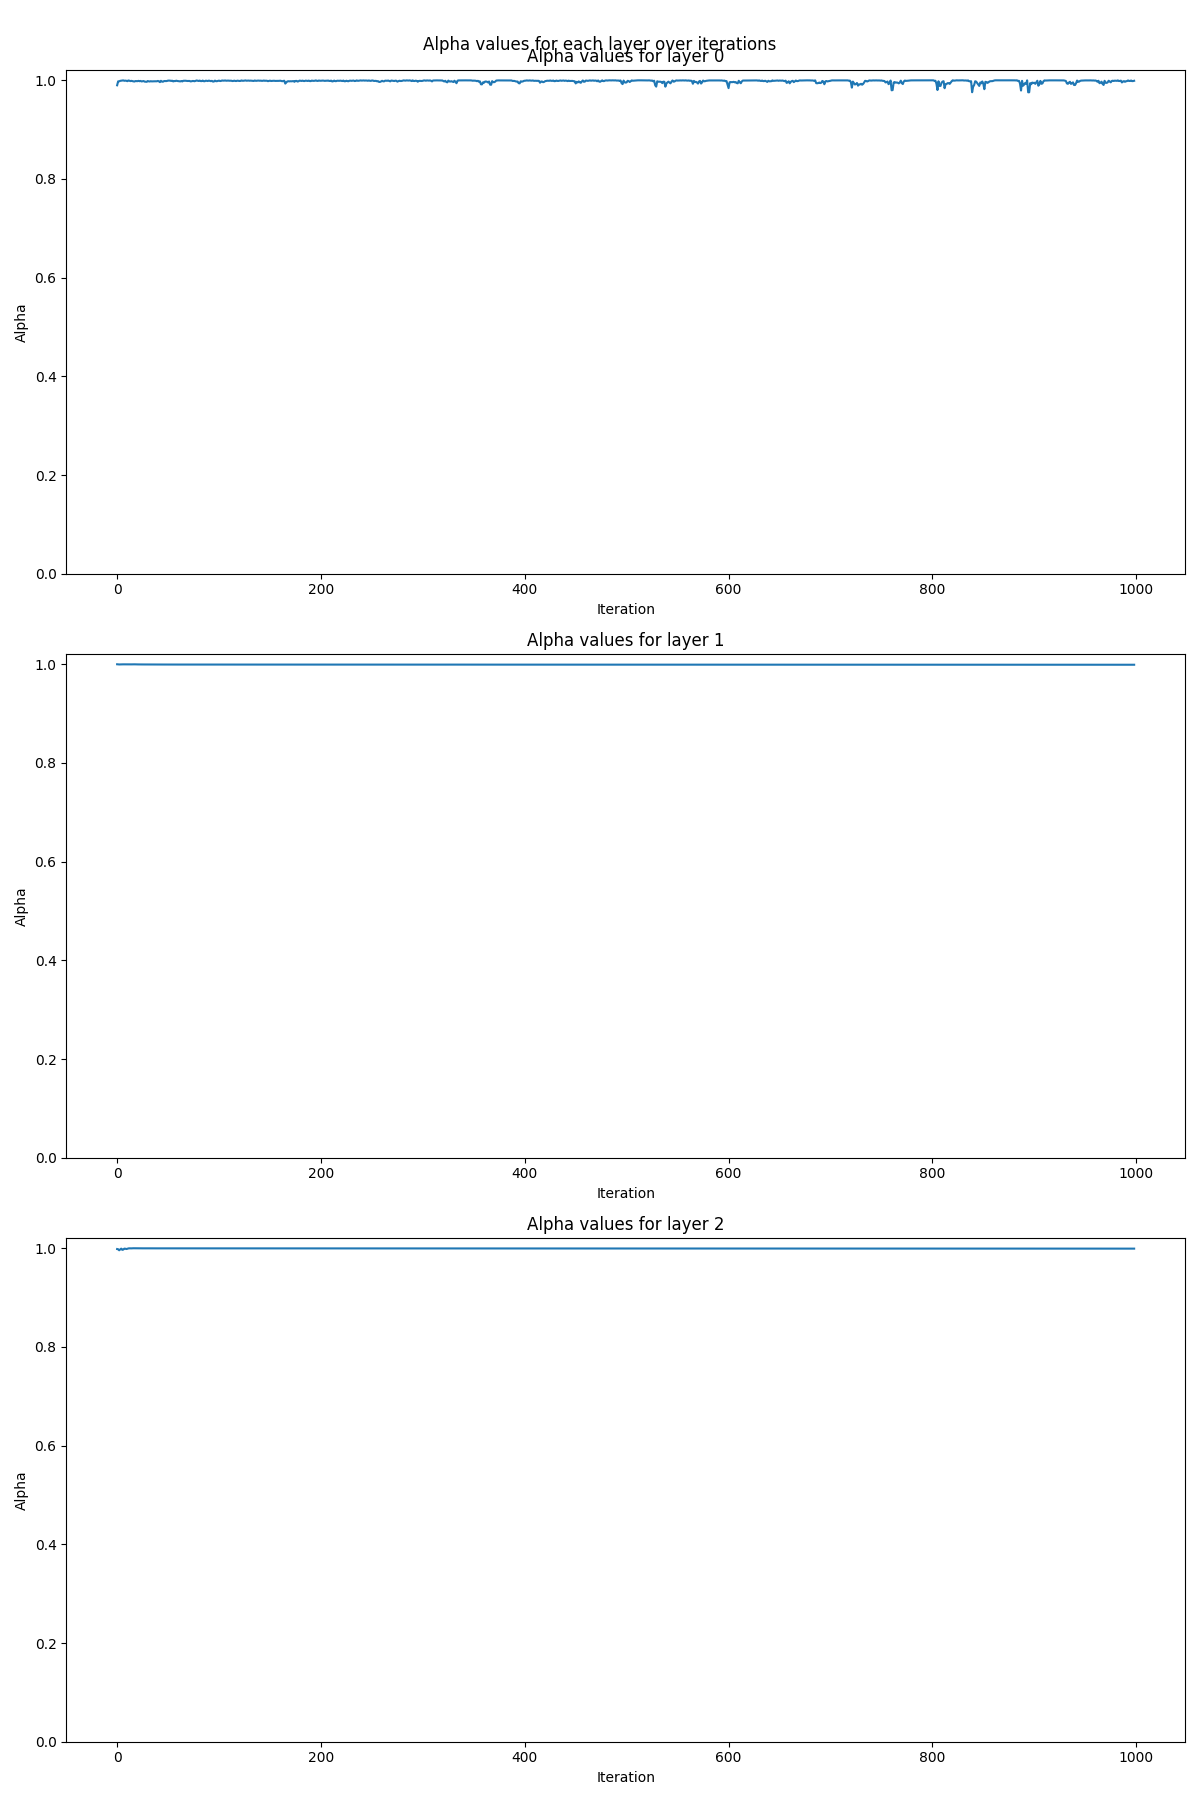 Alpha values for each layer over iterations
Alpha values for layer 0
1.0
0.8
0.6
0.4
0.2
0.0
Alpha
0 200 400 600 800 1000
Iteration
Alpha values for layer 1
1.0
0.8
0.6
0.4
0.2
0.0
Alpha
0 200 400 600 800 1000
Iteration
Alpha values for layer 2
1.0
0.8
0.6
0.4
0.2
0.0
Alpha
0 200 400 600 800 1000
Iteration